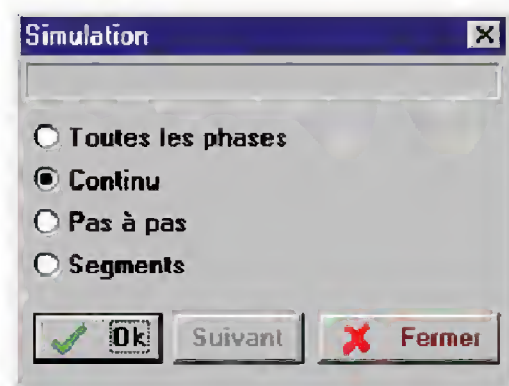 Simulation
Toutes les phases
Continu
Pas à pas
Segments
Ok Suivant Fermer